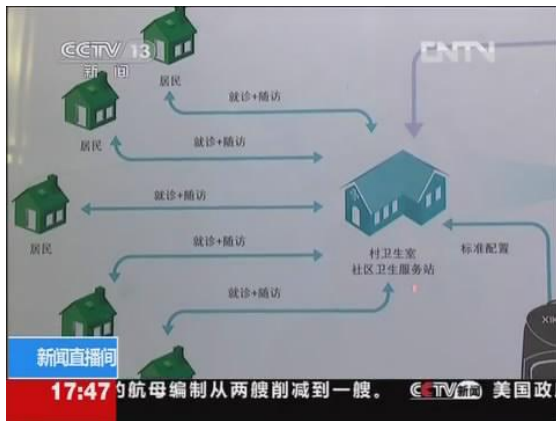 CCTV 13
新闻
CNTV
居民
就诊+随访
居民
就诊+随访
就诊+随访
居民
就诊+随访
就诊+随访
村卫生室
社区卫生服务站
标准配置
XIK
新闻直播间
17:47
的航母编制从两艘削减到一艘。 CCTV新闻 美国政